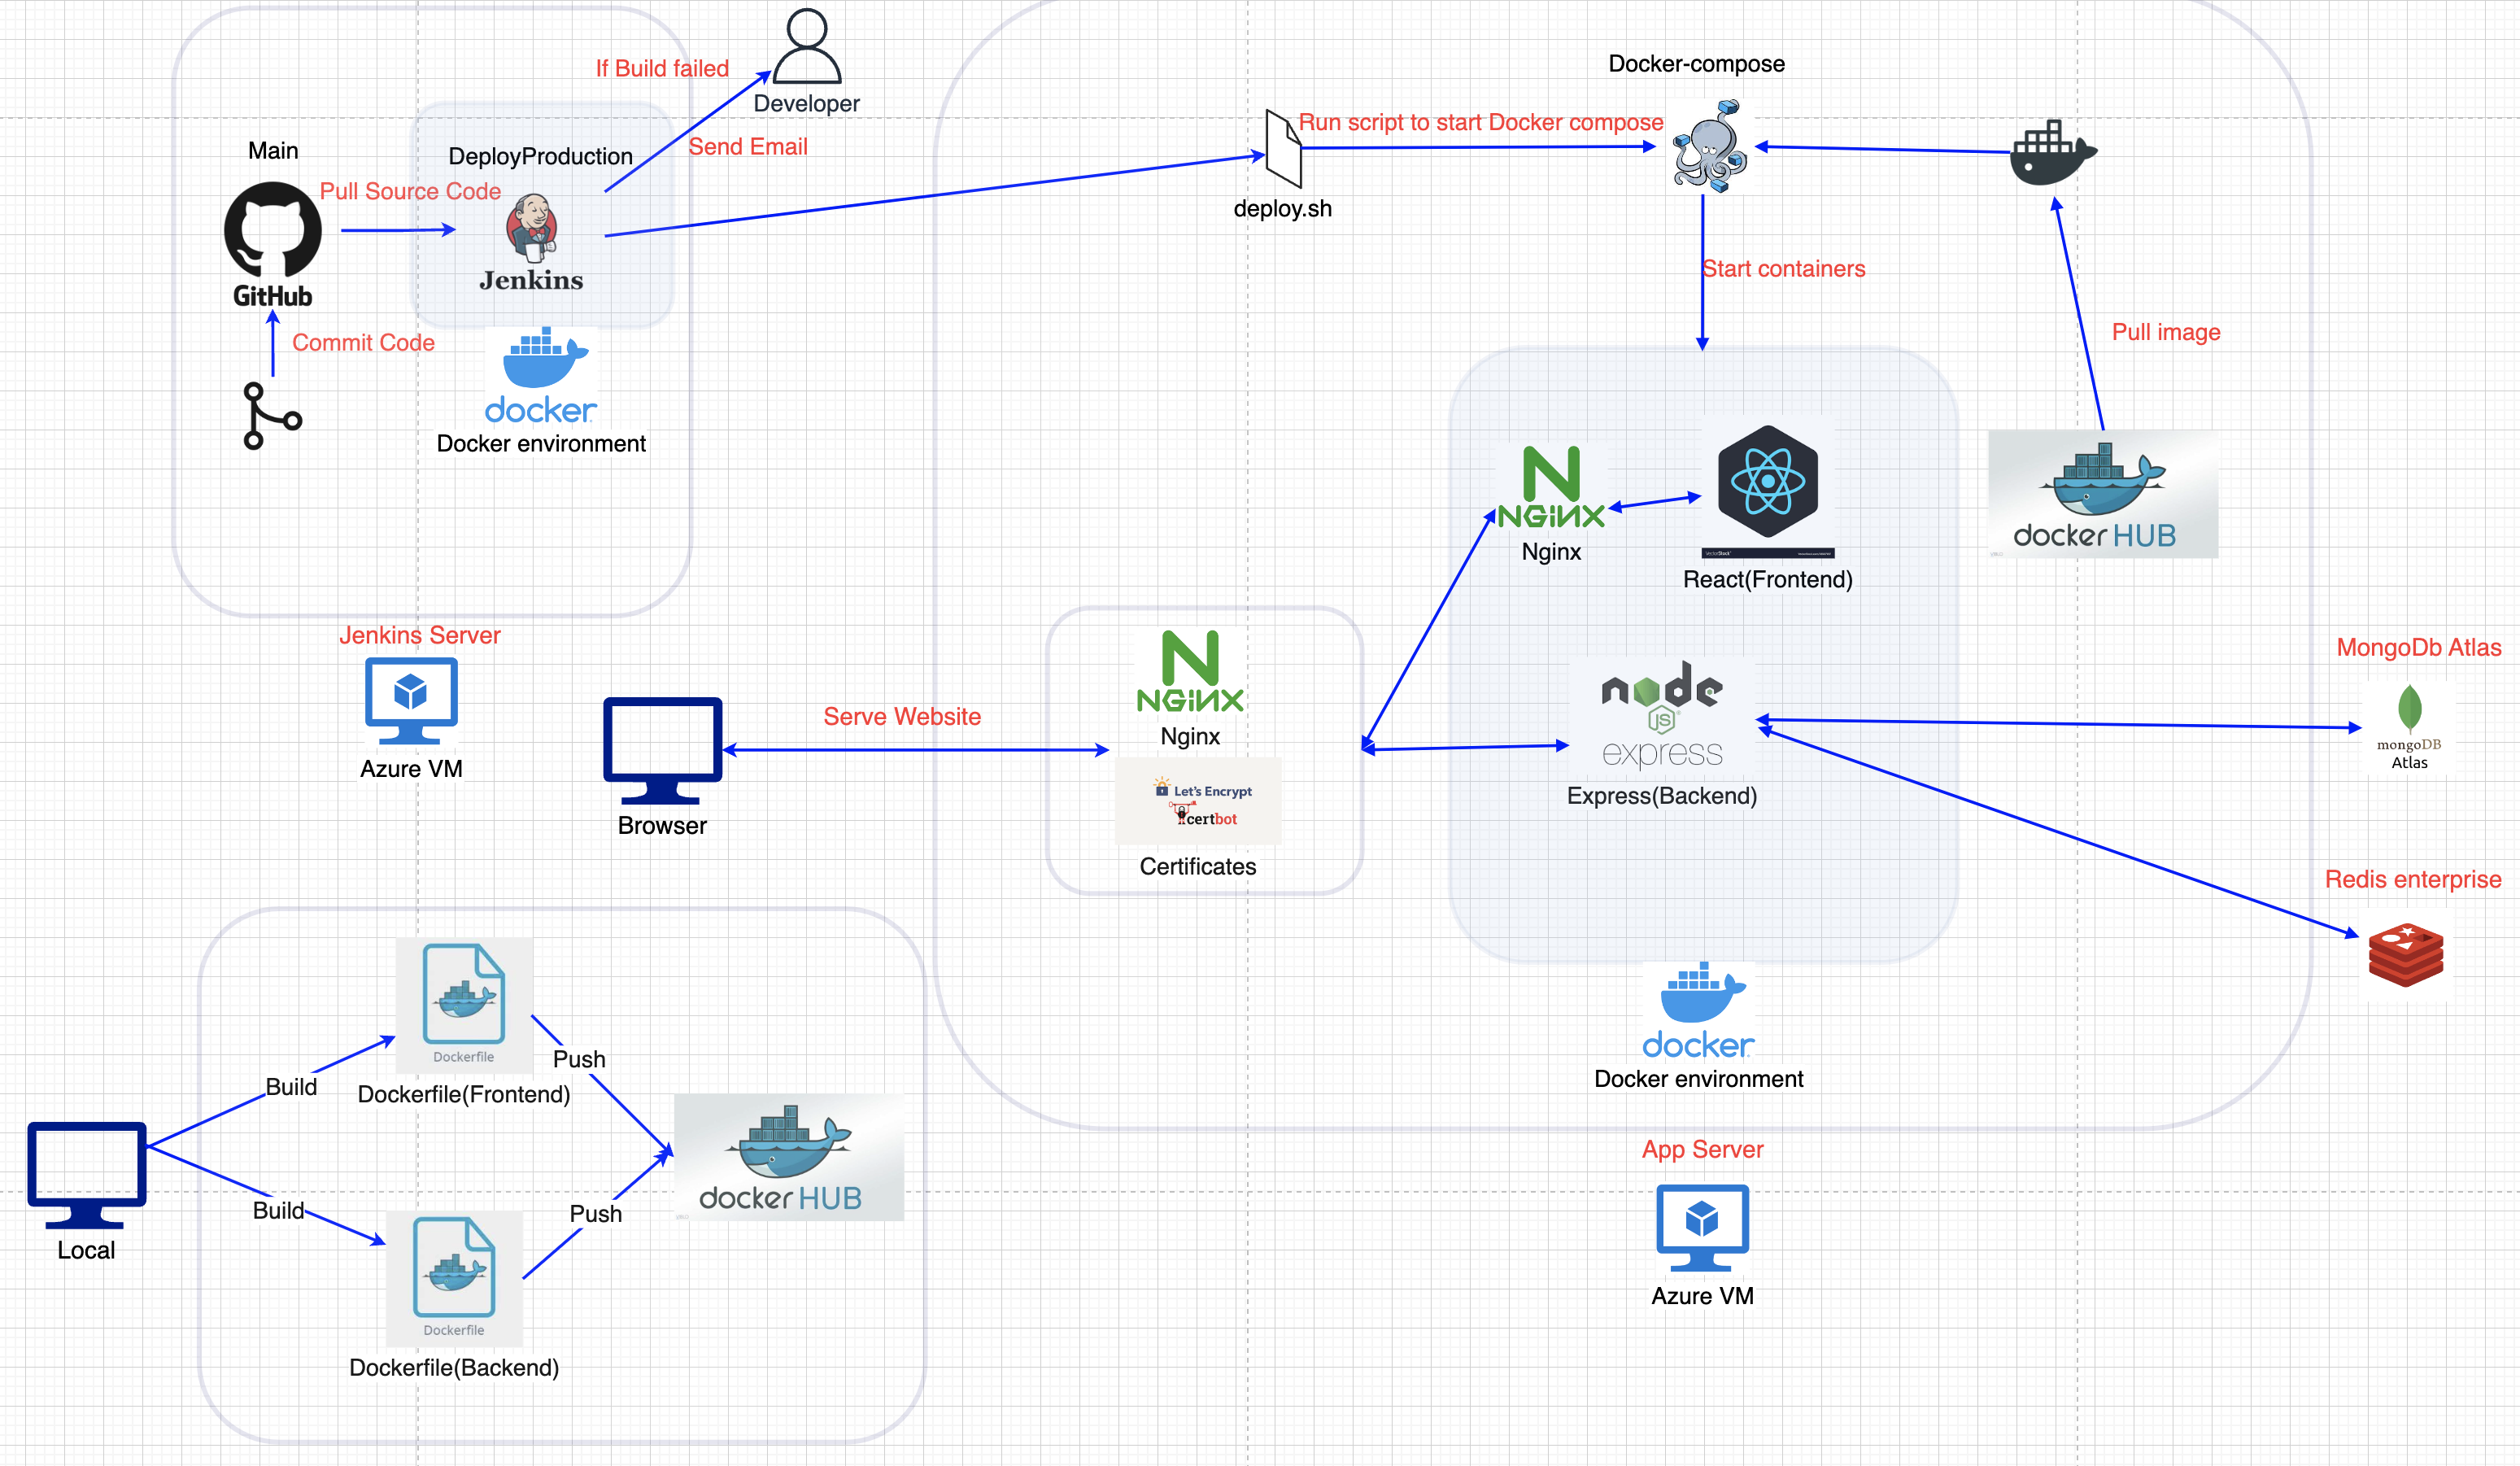 If Build failed
Developer
Send Email
Main
DeployProduction
Pull Source Code
GitHub
Jenkins
Commit Code
docker
Docker environment
Jenkins Server
Azure VM
Docker-compose
Run script to start Docker compose
deploy.sh
Start containers
Pull image
docker HUB
NGINX
Nginx
React(Frontend)
node
JS
express
Express(Backend)
MongoDb Atlas
mongoDB
Atlas
Redis enterprise
Serve Website
Browser
NGINX
Nginx
Let's Encrypt
certbot
Certificates
docker
Docker environment
App Server
Azure VM
Local
Build
Build
Dockerfile
Dockerfile(Frontend)
Push
docker HUB
Push
Dockerfile
Dockerfile(Backend)